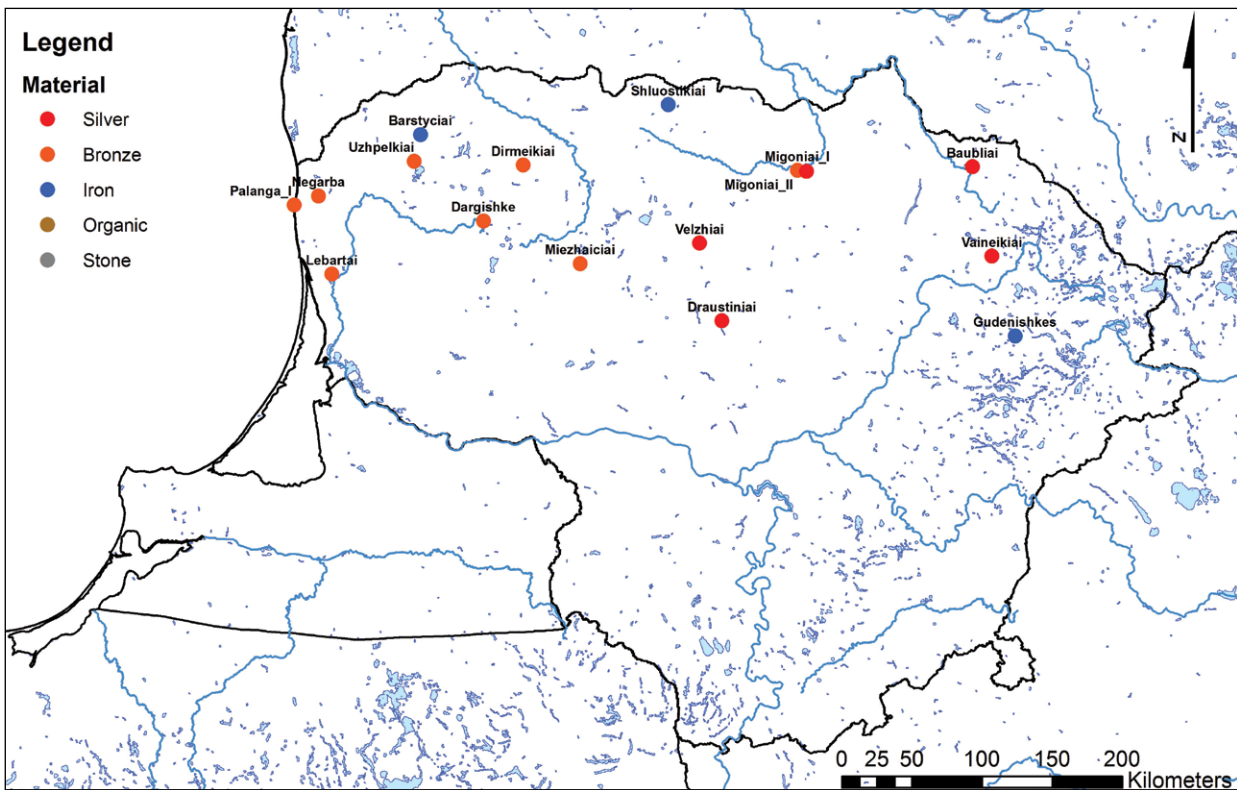 Legend
Material
Silver
Bronze
Iron
Organic
Stone
Shluostikiai
Barstyciai
Uzhpelkiai
Dirmeikiai
Migoniai_I
Baubliai
Migoniai_II
Negarba
Palanga_I
Dargishke
Velzhiai
Vaineikiai
Miezhaiciai
Lebartai
Draustiniai
Gudenishkes
N
0 25 50 100 150 200
Kilometers